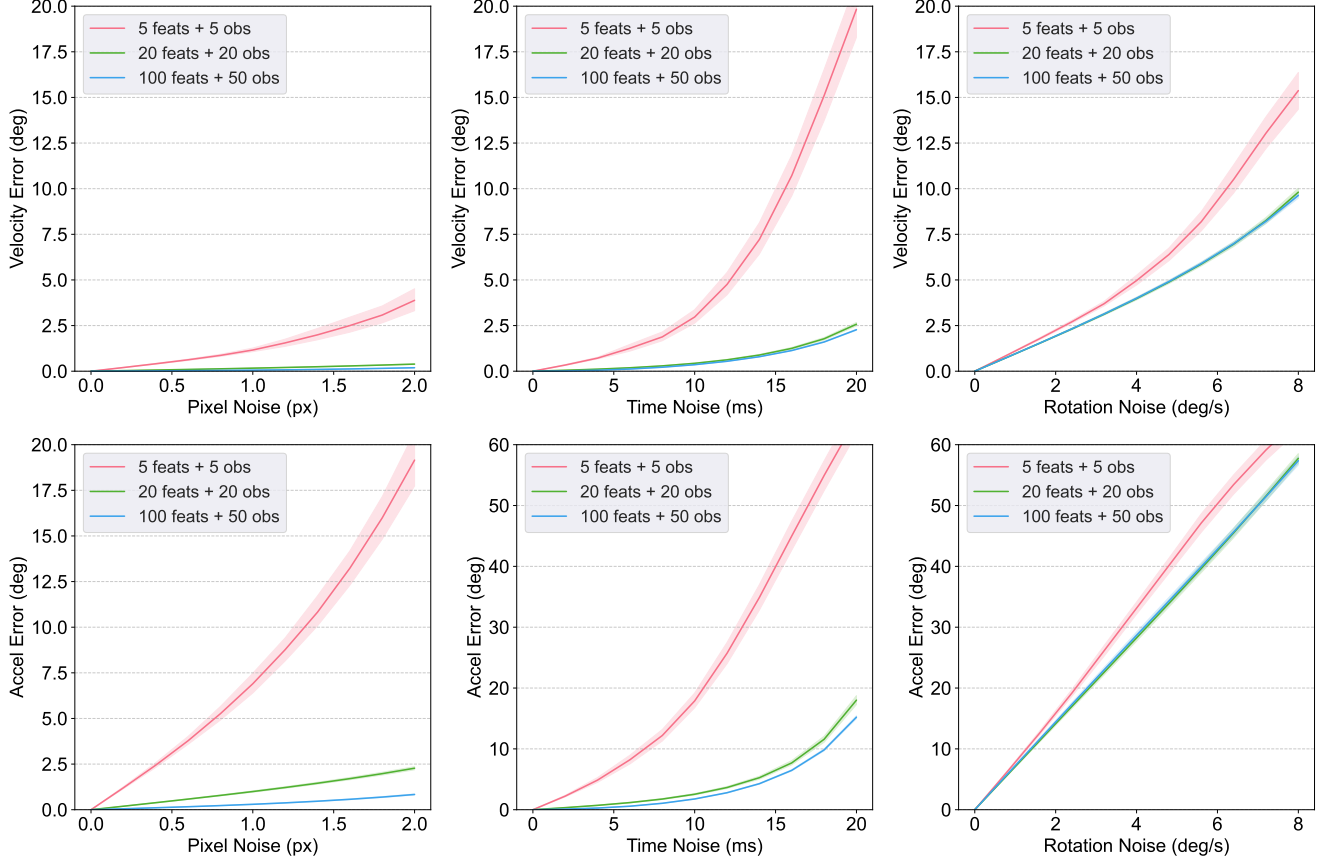 20.0
17.5
15.0
12.5
10.0
7.5
5.0
2.5
0.0
Velocity Error (deg)
5 feats + 5 obs
20 feats + 20 obs
100 feats + 50 obs
0.0 0.5 1.0 1.5 2.0
Pixel Noise (px)
20.0
17.5
15.0
12.5
10.0
7.5
5.0
2.5
0.0
Velocity Error (deg)
5 feats + 5 obs
20 feats + 20 obs
100 feats + 50 obs
0 5 10 15 20
Time Noise (ms)
20.0
17.5
15.0
12.5
10.0
7.5
5.0
2.5
0.0
Velocity Error (deg)
5 feats + 5 obs
20 feats + 20 obs
100 feats + 50 obs
0 2 4 6 8
Rotation Noise (deg/s)
20.0
17.5
15.0
12.5
10.0
7.5
5.0
2.5
0.0
Accel Error (deg)
5 feats + 5 obs
20 feats + 20 obs
100 feats + 50 obs
0.0 0.5 1.0 1.5 2.0
Pixel Noise (px)
60
50
40
30
20
10
0
Accel Error (deg)
5 feats + 5 obs
20 feats + 20 obs
100 feats + 50 obs
0 5 10 15 20
Time Noise (ms)
60
50
40
30
20
10
0
Accel Error (deg)
5 feats + 5 obs
20 feats + 20 obs
100 feats + 50 obs
0 2 4 6 8
Rotation Noise (deg/s)